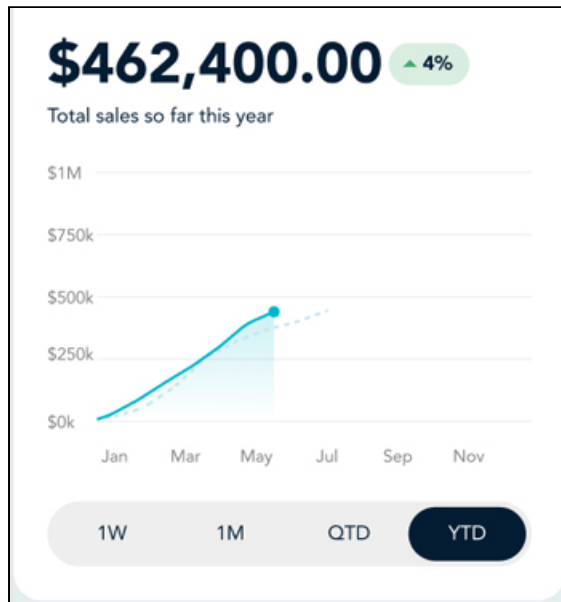 $462,400.00 4%
Total sales so far this year
$1M
$750k
$500k
$250k
$0k
Jan Mar May Jul Sep Nov
1W 1M QTD YTD